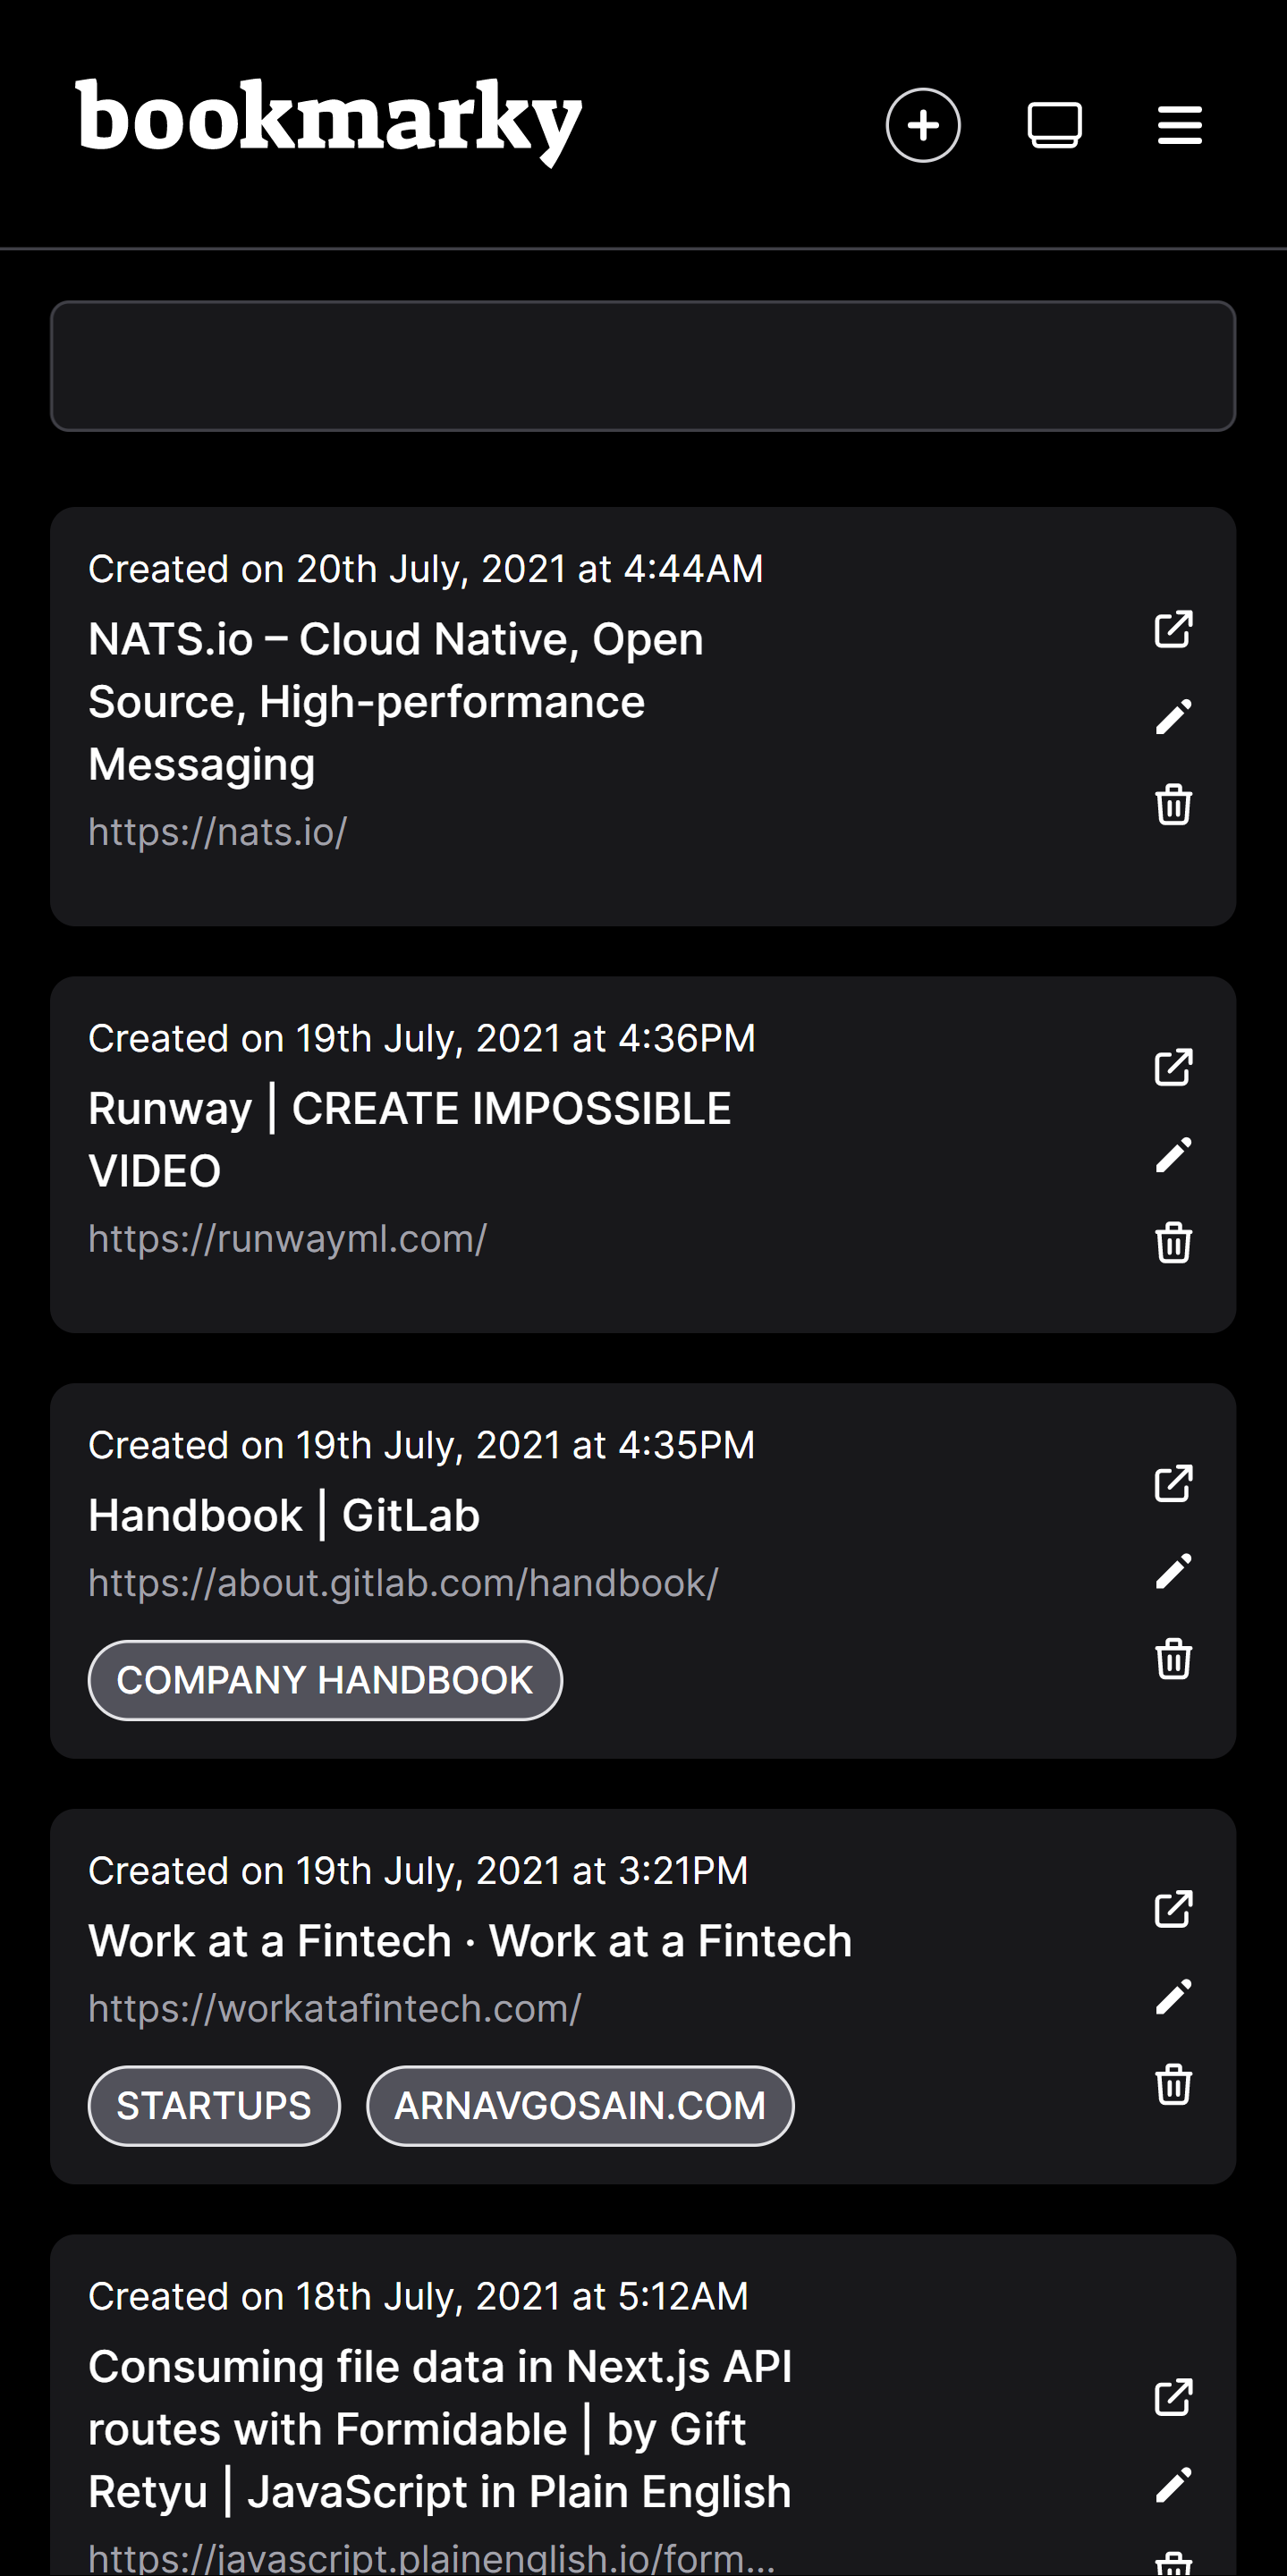 bookmarky
Created on 20th July, 2021 at 4:44AM
NATS.io – Cloud Native, Open
Source, High-performance
Messaging
https://nats.io/
Created on 19th July, 2021 at 4:36PM
Runway | CREATE IMPOSSIBLE
VIDEO
https://runwayml.com/
Created on 19th July, 2021 at 4:35PM
Handbook | GitLab
https://about.gitlab.com/handbook/
COMPANY HANDBOOK
Created on 19th July, 2021 at 3:21PM
Work at a Fintech · Work at a Fintech
https://workatafintech.com/
STARTUPS ARNAVGOSAIN.COM
Created on 18th July, 2021 at 5:12AM
Consuming file data in Next.js API
routes with Formidable | by Gift
Retyu | JavaScript in Plain English
https://javascript.plainenglish.io/form...